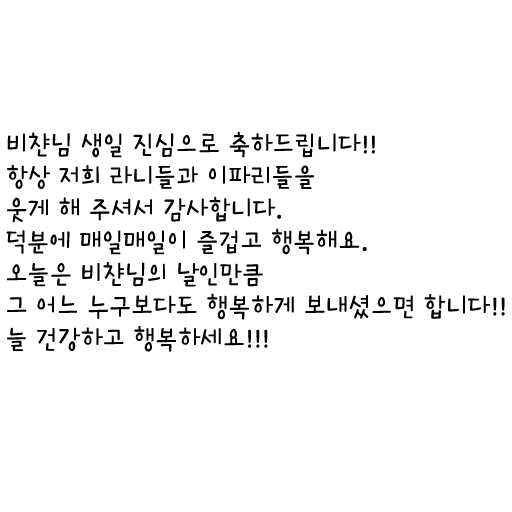 비챤님 생일 진심으로 축하드립니다!!
항상 저희 라니들과 이파리들을
웃게 해 주셔서 감사합니다.
덕분에 매일매일이 즐겁고 행복해요.
오늘은 비챤님의 날인만큼
그 어느 누구보다도 행복하게 보내셨으면 합니다!!
늘 건강하고 행복하세요!!!